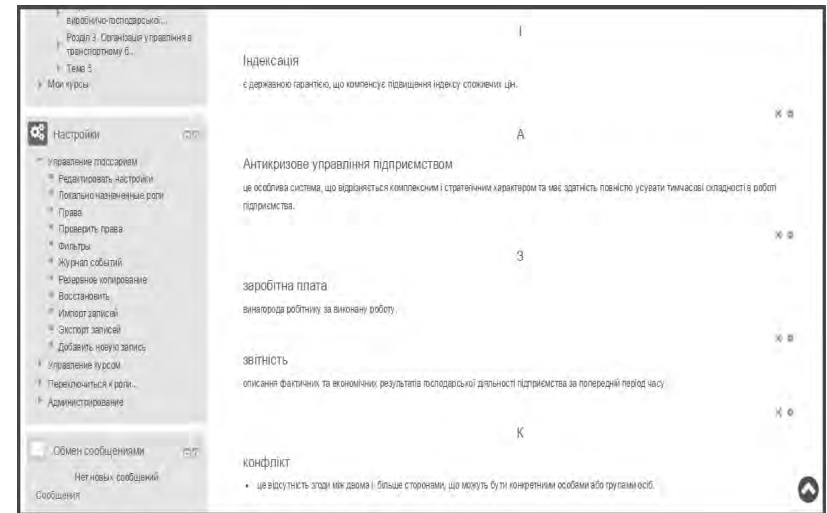 виробничо-господарської...
Розділ 3. Організація управління в
транспортному б...
Тема 5
Мои курсы
Настройки
Управление глоссарием
Редактировать настройки
Локально назначенные роли
Права
Проверить права
Фильтры
Журнал событий
Резервное копирование
Восстановить
Импорт записей
Экспорт записей
Добавить новую запись
Управление курсом
Переключиться к роли...
Администрирование
Обмен сообщениями
Нет новых сообщений
Сообщения
І
Індексація
є державною гарантією, що компенсує підвищення індексу споживчих цін.
А
Антикризове управління підприємством
це особлива система, що відрізняється комплексним і стратегічним характером та має здатність повністю усувати тимчасові складності в роботі
підприємства.
З
заробітна плата
винагорода робітнику за виконану роботу.
звітність
описання фактичних та економічних результатів господарської діяльності підприємства за попередній період часу
К
конфлікт
• це відсутність згоди між двома і більше сторонами, що можуть бути конкретними особами або групами осіб.